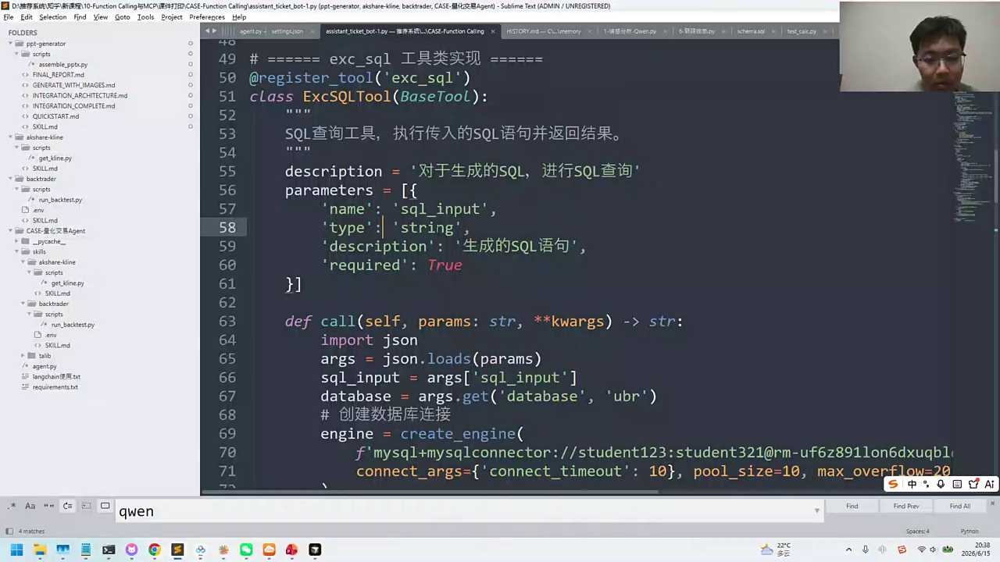 D:\推荐系统\知乎\新课程\10-Function Calling与MCP\课件打印\CASE-Function Calling\assistant_ticket_bot-1.py (ppt-generator, akshare-kline, backtrader, CASE-量化交易Agent) - Sublime Text (ADMIN / UNREGISTERED)
File Edit Selection Find View Goto Tools Project Preferences Help
FOLDERS
ppt-generator
scripts
assemble_pptx.py
FINAL_REPORT.md
GENERATE_WITH_IMAGES.md
INTEGRATION_ARCHITECTURE.md
INTEGRATION_COMPLETE.md
QUICKSTART.md
SKILL.md
akshare-kline
scripts
get_kline.py
SKILL.md
backtrader
scripts
run_backtest.py
.env
SKILL.md
CASE-量化交易Agent
__pycache__
skills
akshare-kline
scripts
get_kline.py
SKILL.md
backtrader
scripts
run_backtest.py
.env
SKILL.md
talib
agent.py
langchain使用.txt
requirements.txt
agent.py settings.json assistant_ticket_bot-1.py — 推荐系统\...\CASE-Function Calling HISTORY.md — C:\...\memory 1-情感分析-Qwen.py schema.sql test_calc.py
48
49 # ====== exc_sql 工具类实现 ======
50 @register_tool('exc_sql')
51 class ExcSQLTool(BaseTool):
52 """
53 SQL查询工具，执行传入的SQL语句并返回结果。
54 """
55 description = '对于生成的SQL，进行SQL查询'
56 parameters = [{
57 'name': 'sql_input',
58 'type': 'string',
59 'description': '生成的SQL语句',
60 'required': True
61 }]
62
63 def call(self, params: str, **kwargs) -> str:
64 import json
65 args = json.loads(params)
66 sql_input = args['sql_input']
67 database = args.get('database', 'ubr')
68 # 创建数据库连接
69 engine = create_engine(
70 f'mysql+mysqlconnector://student123:student321@rm-uf6z891lon6dxuqbl
71 connect_args={'connect_timeout': 10}, pool_size=10, max_overflow=20
72 )
.* Aa qwen Find Find Prev Find All
4 matches Spaces: 4 Python
中 Ai
22°C
多云
20:38
2026/6/15